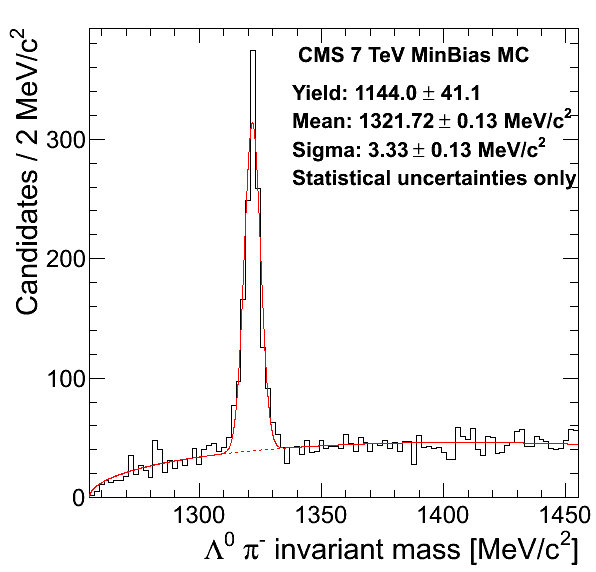 CMS 7 TeV MinBias MC
Yield: 1144.0 ± 41.1
Mean: 1321.72 ± 0.13 MeV/c²
Sigma: 3.33 ± 0.13 MeV/c²
Statistical uncertainties only
Candidates / 2 MeV/c²
300
200
100
0
1300 1350 1400 1450
Λ⁰ π⁻ invariant mass [MeV/c²]